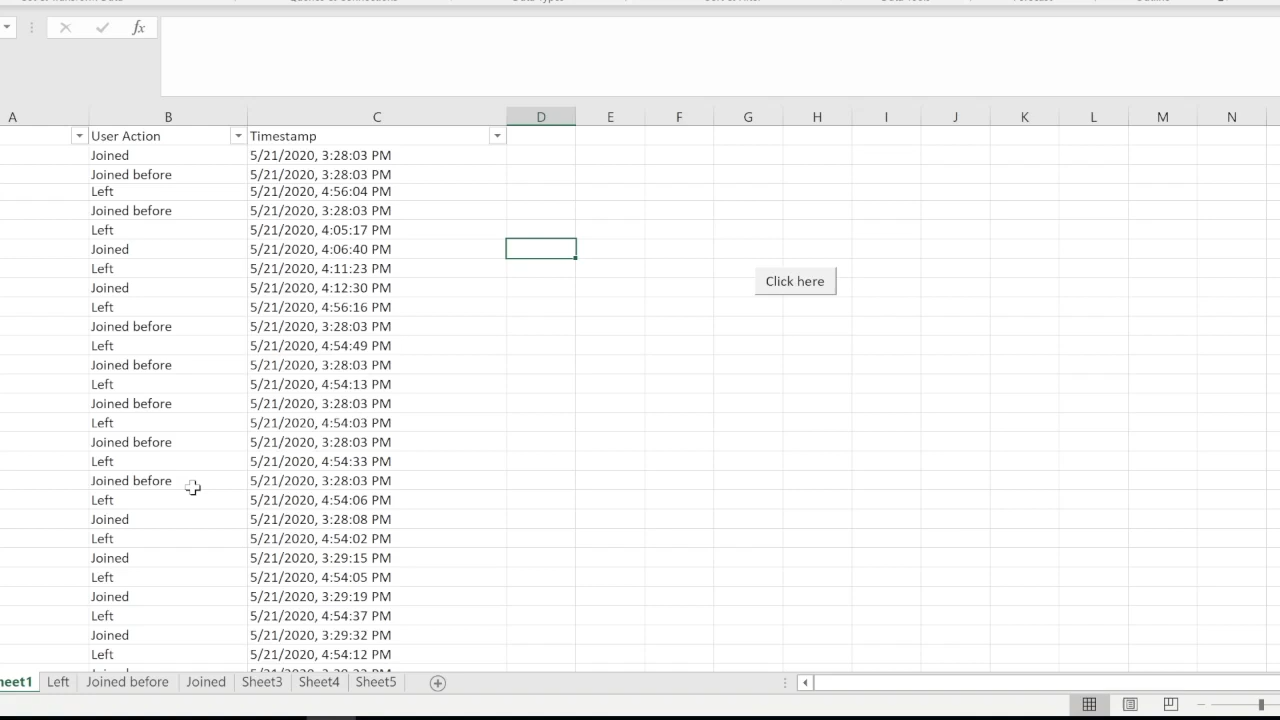 fx
A B C D E F G H I J K L M N
User Action Timestamp
Joined 5/21/2020, 3:28:03 PM
Joined before 5/21/2020, 3:28:03 PM
Left 5/21/2020, 4:56:04 PM
Joined before 5/21/2020, 3:28:03 PM
Left 5/21/2020, 4:05:17 PM
Joined 5/21/2020, 4:06:40 PM
Left 5/21/2020, 4:11:23 PM
Click here
Joined 5/21/2020, 4:12:30 PM
Left 5/21/2020, 4:56:16 PM
Joined before 5/21/2020, 3:28:03 PM
Left 5/21/2020, 4:54:49 PM
Joined before 5/21/2020, 3:28:03 PM
Left 5/21/2020, 4:54:13 PM
Joined before 5/21/2020, 3:28:03 PM
Left 5/21/2020, 4:54:03 PM
Joined before 5/21/2020, 3:28:03 PM
Left 5/21/2020, 4:54:33 PM
Joined before 5/21/2020, 3:28:03 PM
Left 5/21/2020, 4:54:06 PM
Joined 5/21/2020, 3:28:08 PM
Left 5/21/2020, 4:54:02 PM
Joined 5/21/2020, 3:29:15 PM
Left 5/21/2020, 4:54:05 PM
Joined 5/21/2020, 3:29:19 PM
Left 5/21/2020, 4:54:37 PM
Joined 5/21/2020, 3:29:32 PM
Left 5/21/2020, 4:54:12 PM
heet1 Left Joined before Joined Sheet3 Sheet4 Sheet5